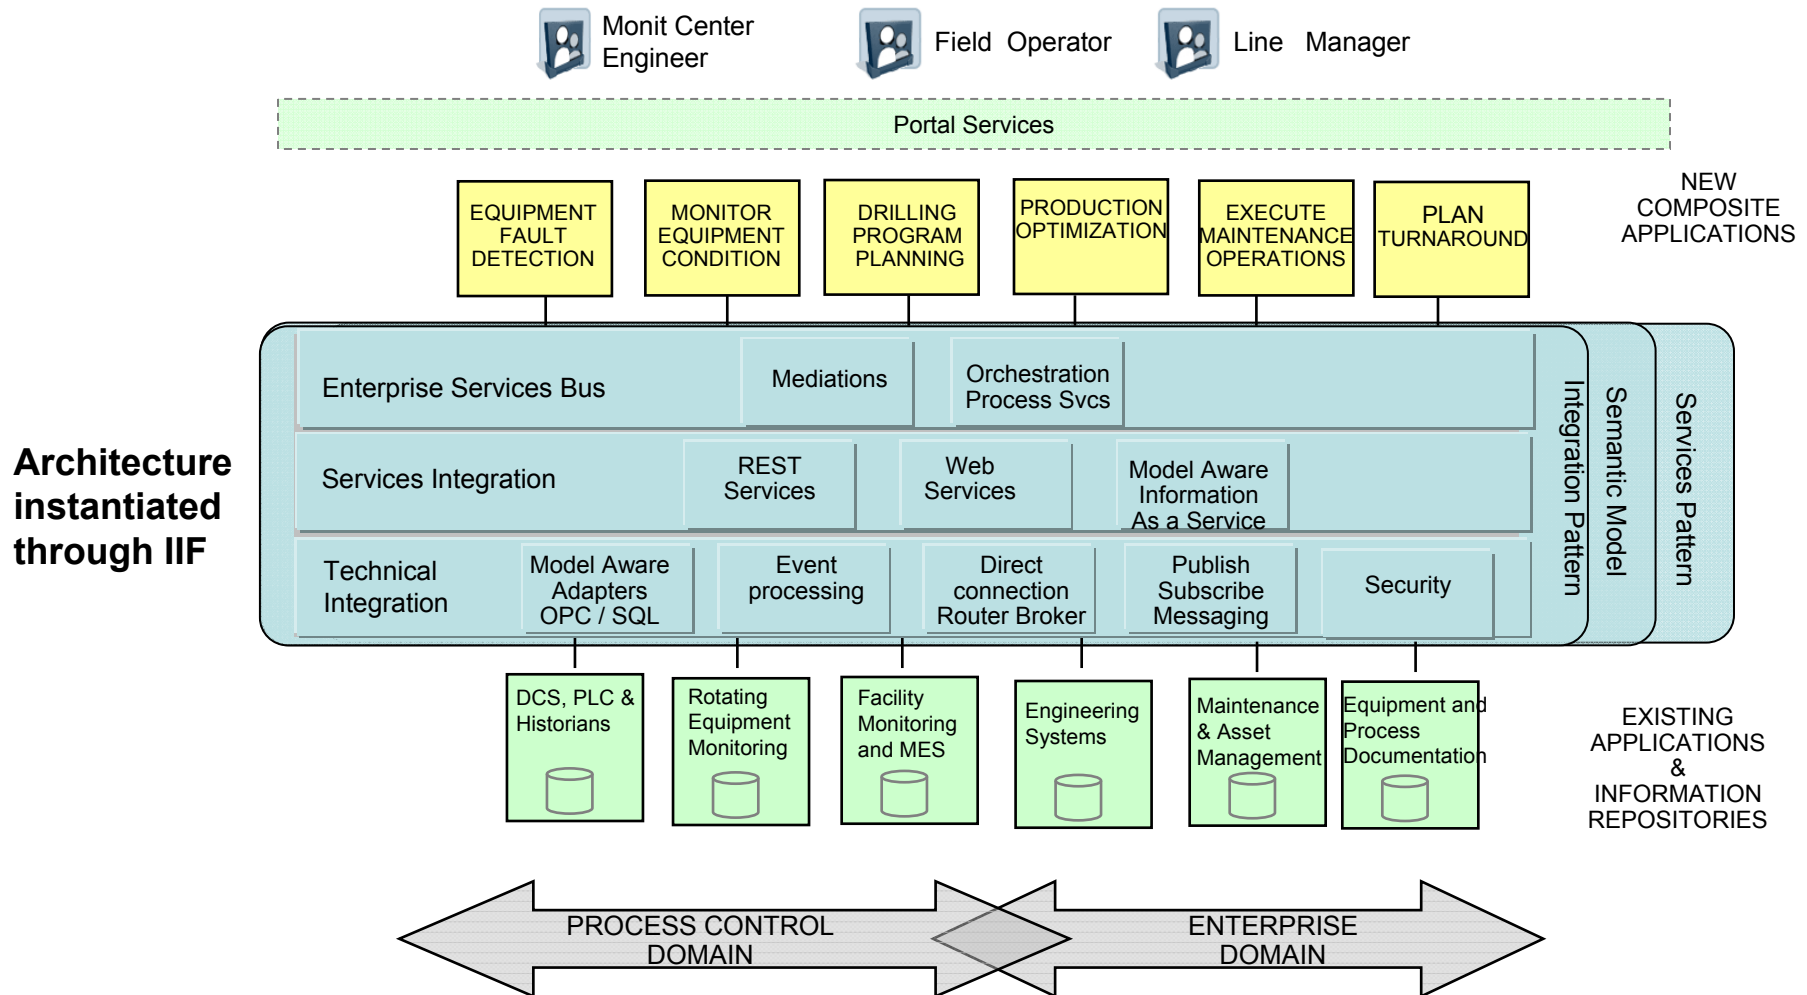 Monit Center
Engineer
Field Operator
Line Manager
Portal Services
EQUIPMENT
FAULT
DETECTION
MONITOR
EQUIPMENT
CONDITION
DRILLING
PROGRAM
PLANNING
PRODUCTION
OPTIMIZATION
EXECUTE
MAINTENANCE
OPERATIONS
PLAN
TURNAROUND
NEW
COMPOSITE
APPLICATIONS
Architecture
instantiated
through IIF
Enterprise Services Bus
Mediations
Orchestration
Process Svcs
Services Integration
REST
Services
Web
Services
Model Aware
Information
As a Service
Technical
Integration
Model Aware
Adapters
OPC / SQL
Event
processing
Direct
connection
Router Broker
Publish
Subscribe
Messaging
Security
Integration Pattern
Semantic Model
Services Pattern
DCS, PLC &
Historians
Rotating
Equipment
Monitoring
Facility
Monitoring
and MES
Engineering
Systems
Maintenance
& Asset
Management
Equipment and
Process
Documentation
EXISTING
APPLICATIONS
&
INFORMATION
REPOSITORIES
PROCESS CONTROL
DOMAIN
ENTERPRISE
DOMAIN